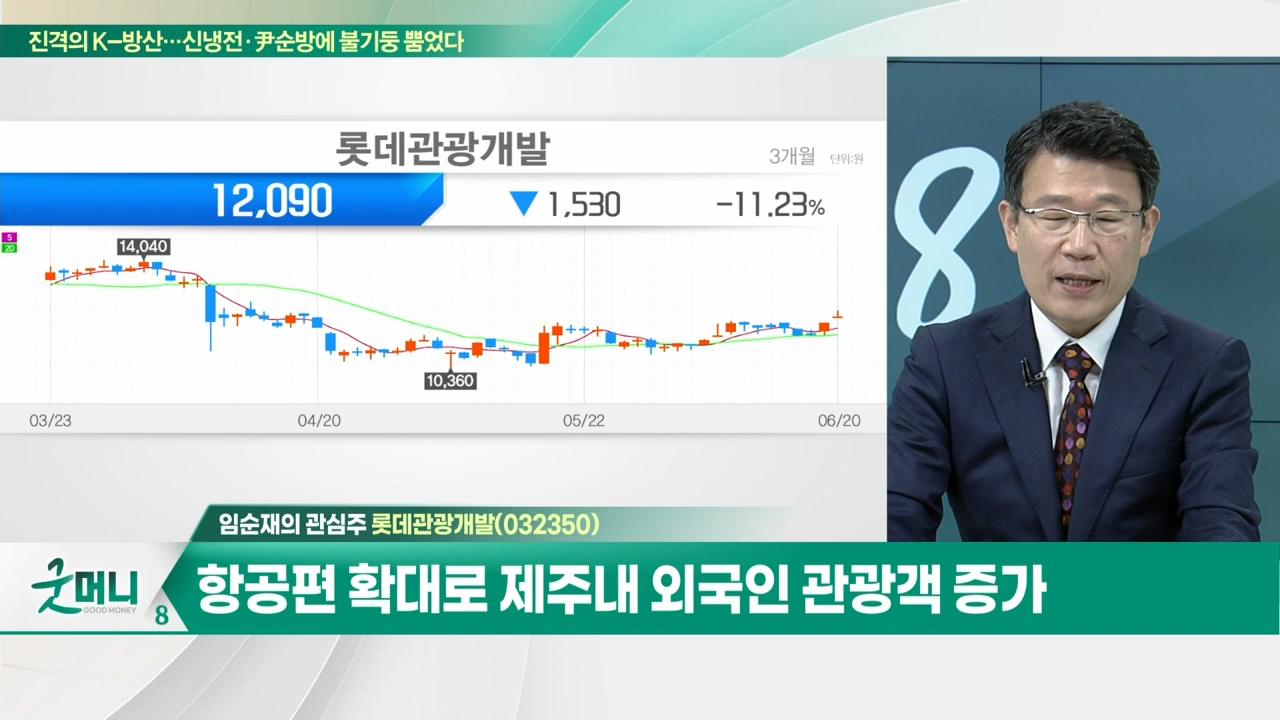 진격의 K-방산…신냉전·尹순방에 불기둥 뿜었다
롯데관광개발
3개월 단위:원
12,090 ▼ 1,530 -11.23%
5
20
14,040
10,360
03/23 04/20 05/22 06/20
8
임순재의 관심주 롯데관광개발(032350)
굿머니
GOOD MONEY
8
항공편 확대로 제주내 외국인 관광객 증가